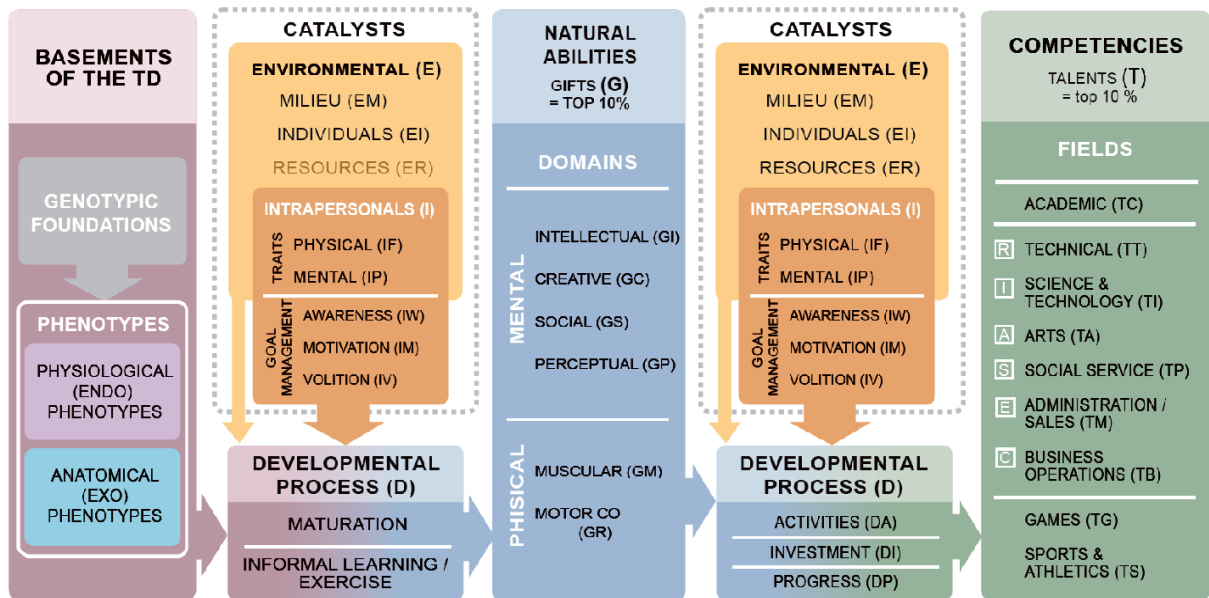 BASEMENTS
OF THE TD
GENOTYPIC
FOUNDATIONS
PHENOTYPES
PHYSIOLOGICAL
(ENDO)
PHENOTYPES
ANATOMICAL
(EXO)
PHENOTYPES
CATALYSTS
ENVIRONMENTAL (E)
MILIEU (EM)
INDIVIDUALS (EI)
RESOURCES (ER)
INTRAPERSONALS (I)
TRAITS
PHYSICAL (IF)
MENTAL (IP)
GOAL
MANAGEMENT
AWARENESS (IW)
MOTIVATION (IM)
VOLITION (IV)
DEVELOPMENTAL
PROCESS (D)
MATURATION
INFORMAL LEARNING /
EXERCISE
NATURAL
ABILITIES
GIFTS (G)
= TOP 10%
DOMAINS
MENTAL
INTELLECTUAL (GI)
CREATIVE (GC)
SOCIAL (GS)
PERCEPTUAL (GP)
PHISICAL
MUSCULAR (GM)
MOTOR CO
(GR)
CATALYSTS
ENVIRONMENTAL (E)
MILIEU (EM)
INDIVIDUALS (EI)
RESOURCES (ER)
INTRAPERSONALS (I)
TRAITS
PHYSICAL (IF)
MENTAL (IP)
GOAL
MANAGEMENT
AWARENESS (IW)
MOTIVATION (IM)
VOLITION (IV)
DEVELOPMENTAL
PROCESS (D)
ACTIVITIES (DA)
INVESTMENT (DI)
PROGRESS (DP)
COMPETENCIES
TALENTS (T)
= top 10 %
FIELDS
ACADEMIC (TC)
R TECHNICAL (TT)
I SCIENCE &
TECHNOLOGY (TI)
A ARTS (TA)
S SOCIAL SERVICE (TP)
E ADMINISTRATION /
SALES (TM)
C BUSINESS
OPERATIONS (TB)
GAMES (TG)
SPORTS &
ATHLETICS (TS)